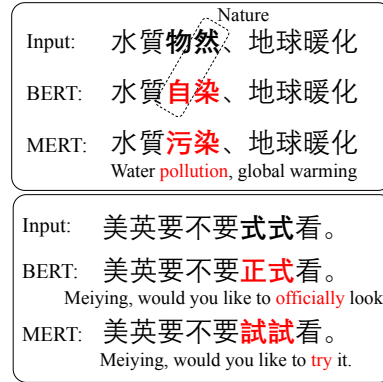 Nature
Input: 水質物然、地球暖化
BERT: 水質自染、地球暖化
MERT: 水質污染、地球暖化
Water pollution, global warming
Input: 美英要不要式式看。
BERT: 美英要不要正式看。
Meiying, would you like to officially look
MERT: 美英要不要試試看。
Meiying, would you like to try it.